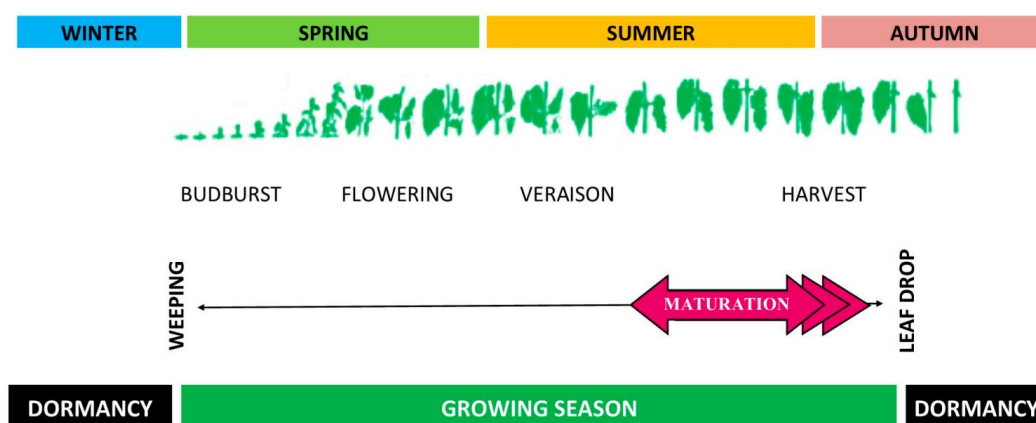 WINTER SPRING SUMMER AUTUMN
BUDBURST FLOWERING VERAISON HARVEST
WEEPING
MATURATION
LEAF DROP
DORMANCY GROWING SEASON DORMANCY